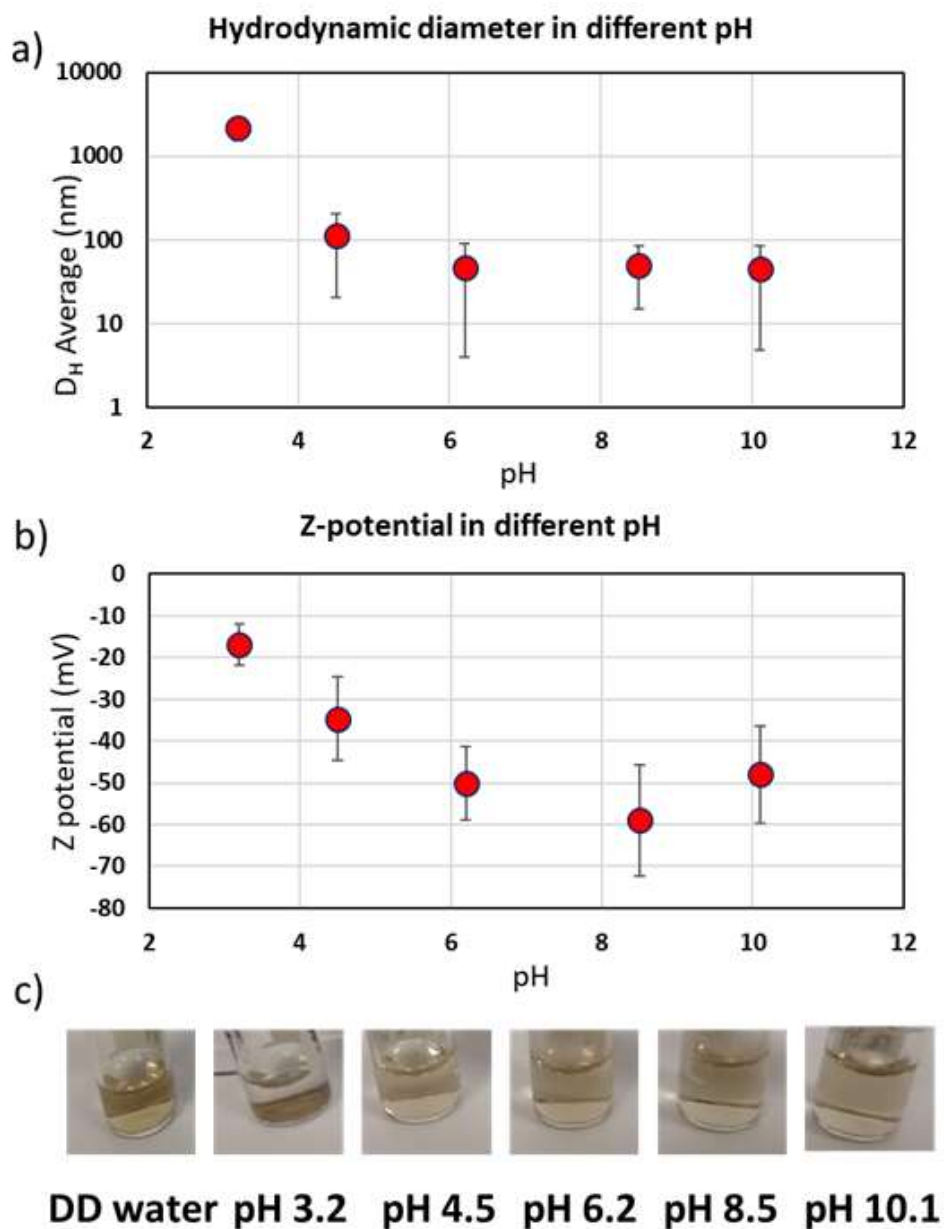 a)
Hydrodynamic diameter in different pH
10000
1000
100
10
1
D_H Average (nm)
2 4 6 8 10 12
pH
b)
Z-potential in different pH
0
-10
-20
-30
-40
-50
-60
-70
-80
Z potential (mV)
2 4 6 8 10 12
pH
c)
DD water pH 3.2 pH 4.5 pH 6.2 pH 8.5 pH 10.1